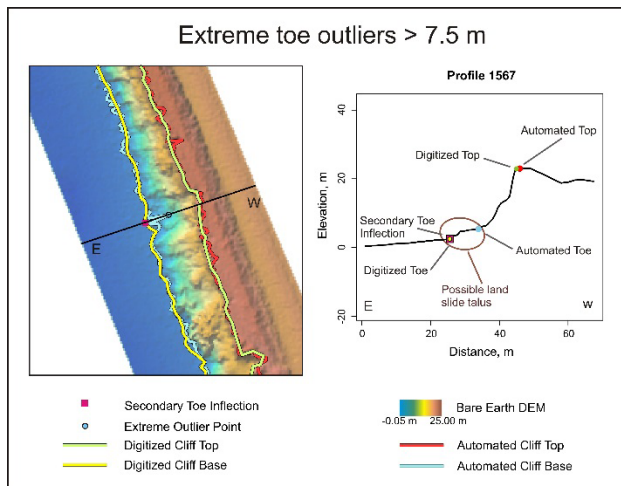 Extreme toe outliers > 7.5 m
E
W
Profile 1567
Elevation, m
40
20
0
-20
Automated Top
Digitized Top
Secondary Toe
Inflection
Digitized Toe
Automated Toe
Possible land
slide talus
E
W
0
20
40
60
Distance, m
Secondary Toe Inflection
Extreme Outlier Point
Digitized Cliff Top
Digitized Cliff Base
Bare Earth DEM
-0.05 m
25.00 m
Automated Cliff Top
Automated Cliff Base